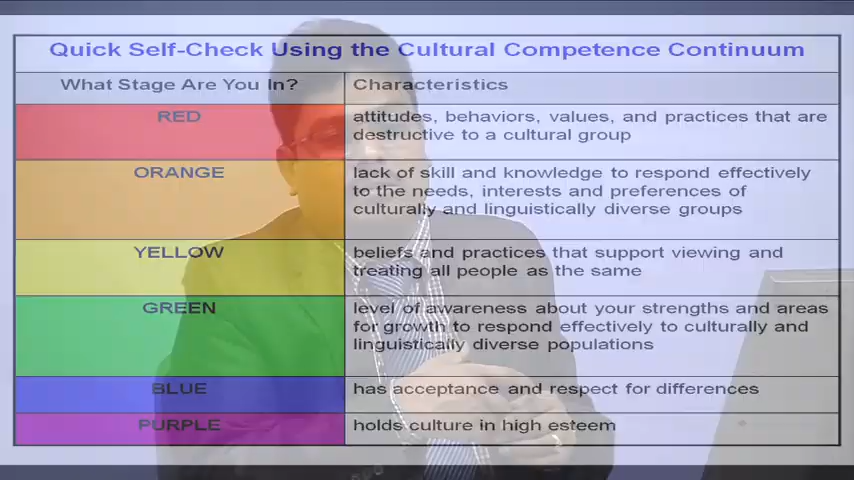 Quick Self-Check Using the Cultural Competence Continuum
What Stage Are You In? Characteristics
RED attitudes, behaviors, values, and practices that are
destructive to a cultural group
ORANGE lack of skill and knowledge to respond effectively
to the needs, interests and preferences of
culturally and linguistically diverse groups
YELLOW beliefs and practices that support viewing and
treating all people as the same
GREEN level of awareness about your strengths and areas
for growth to respond effectively to culturally and
linguistically diverse populations
BLUE has acceptance and respect for differences
PURPLE holds culture in high esteem